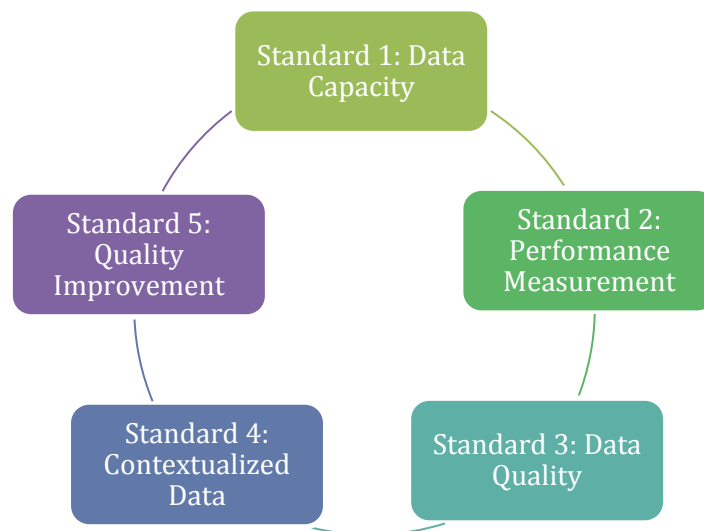 Standard 1: Data
Capacity
Standard 2:
Performance
Measurement
Standard 3: Data
Quality
Standard 4:
Contextualized
Data
Standard 5:
Quality
Improvement